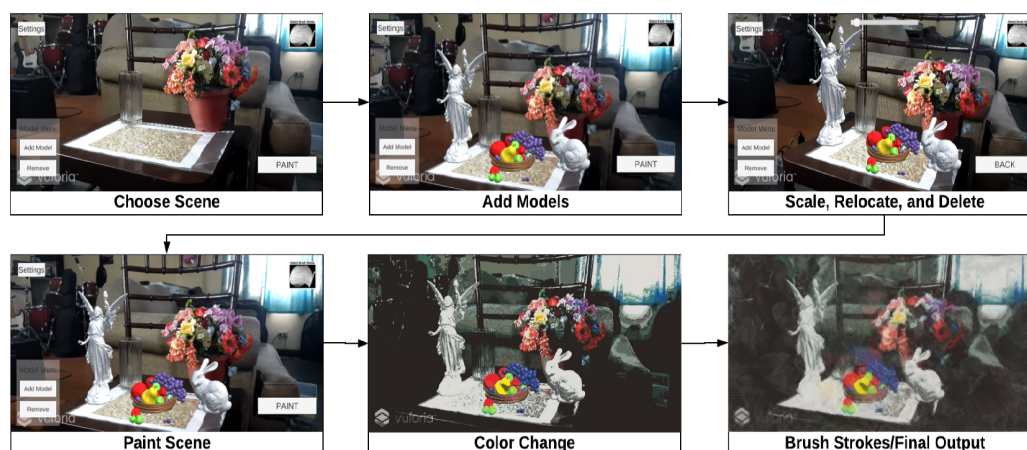 Settings
Model Menu
Add Model
Remove
PAINT
vuforia™
Choose Scene
Settings
Model Menu
Add Model
Remove
PAINT
vuforia
Add Models
Settings
Model Menu
Add Model
Remove
BACK
vuforia
Scale, Relocate, and Delete
Settings
Model Menu
Add Model
Remove
PAINT
vuforia
Paint Scene
vuforia™
Color Change
vuforia
Brush Strokes/Final Output